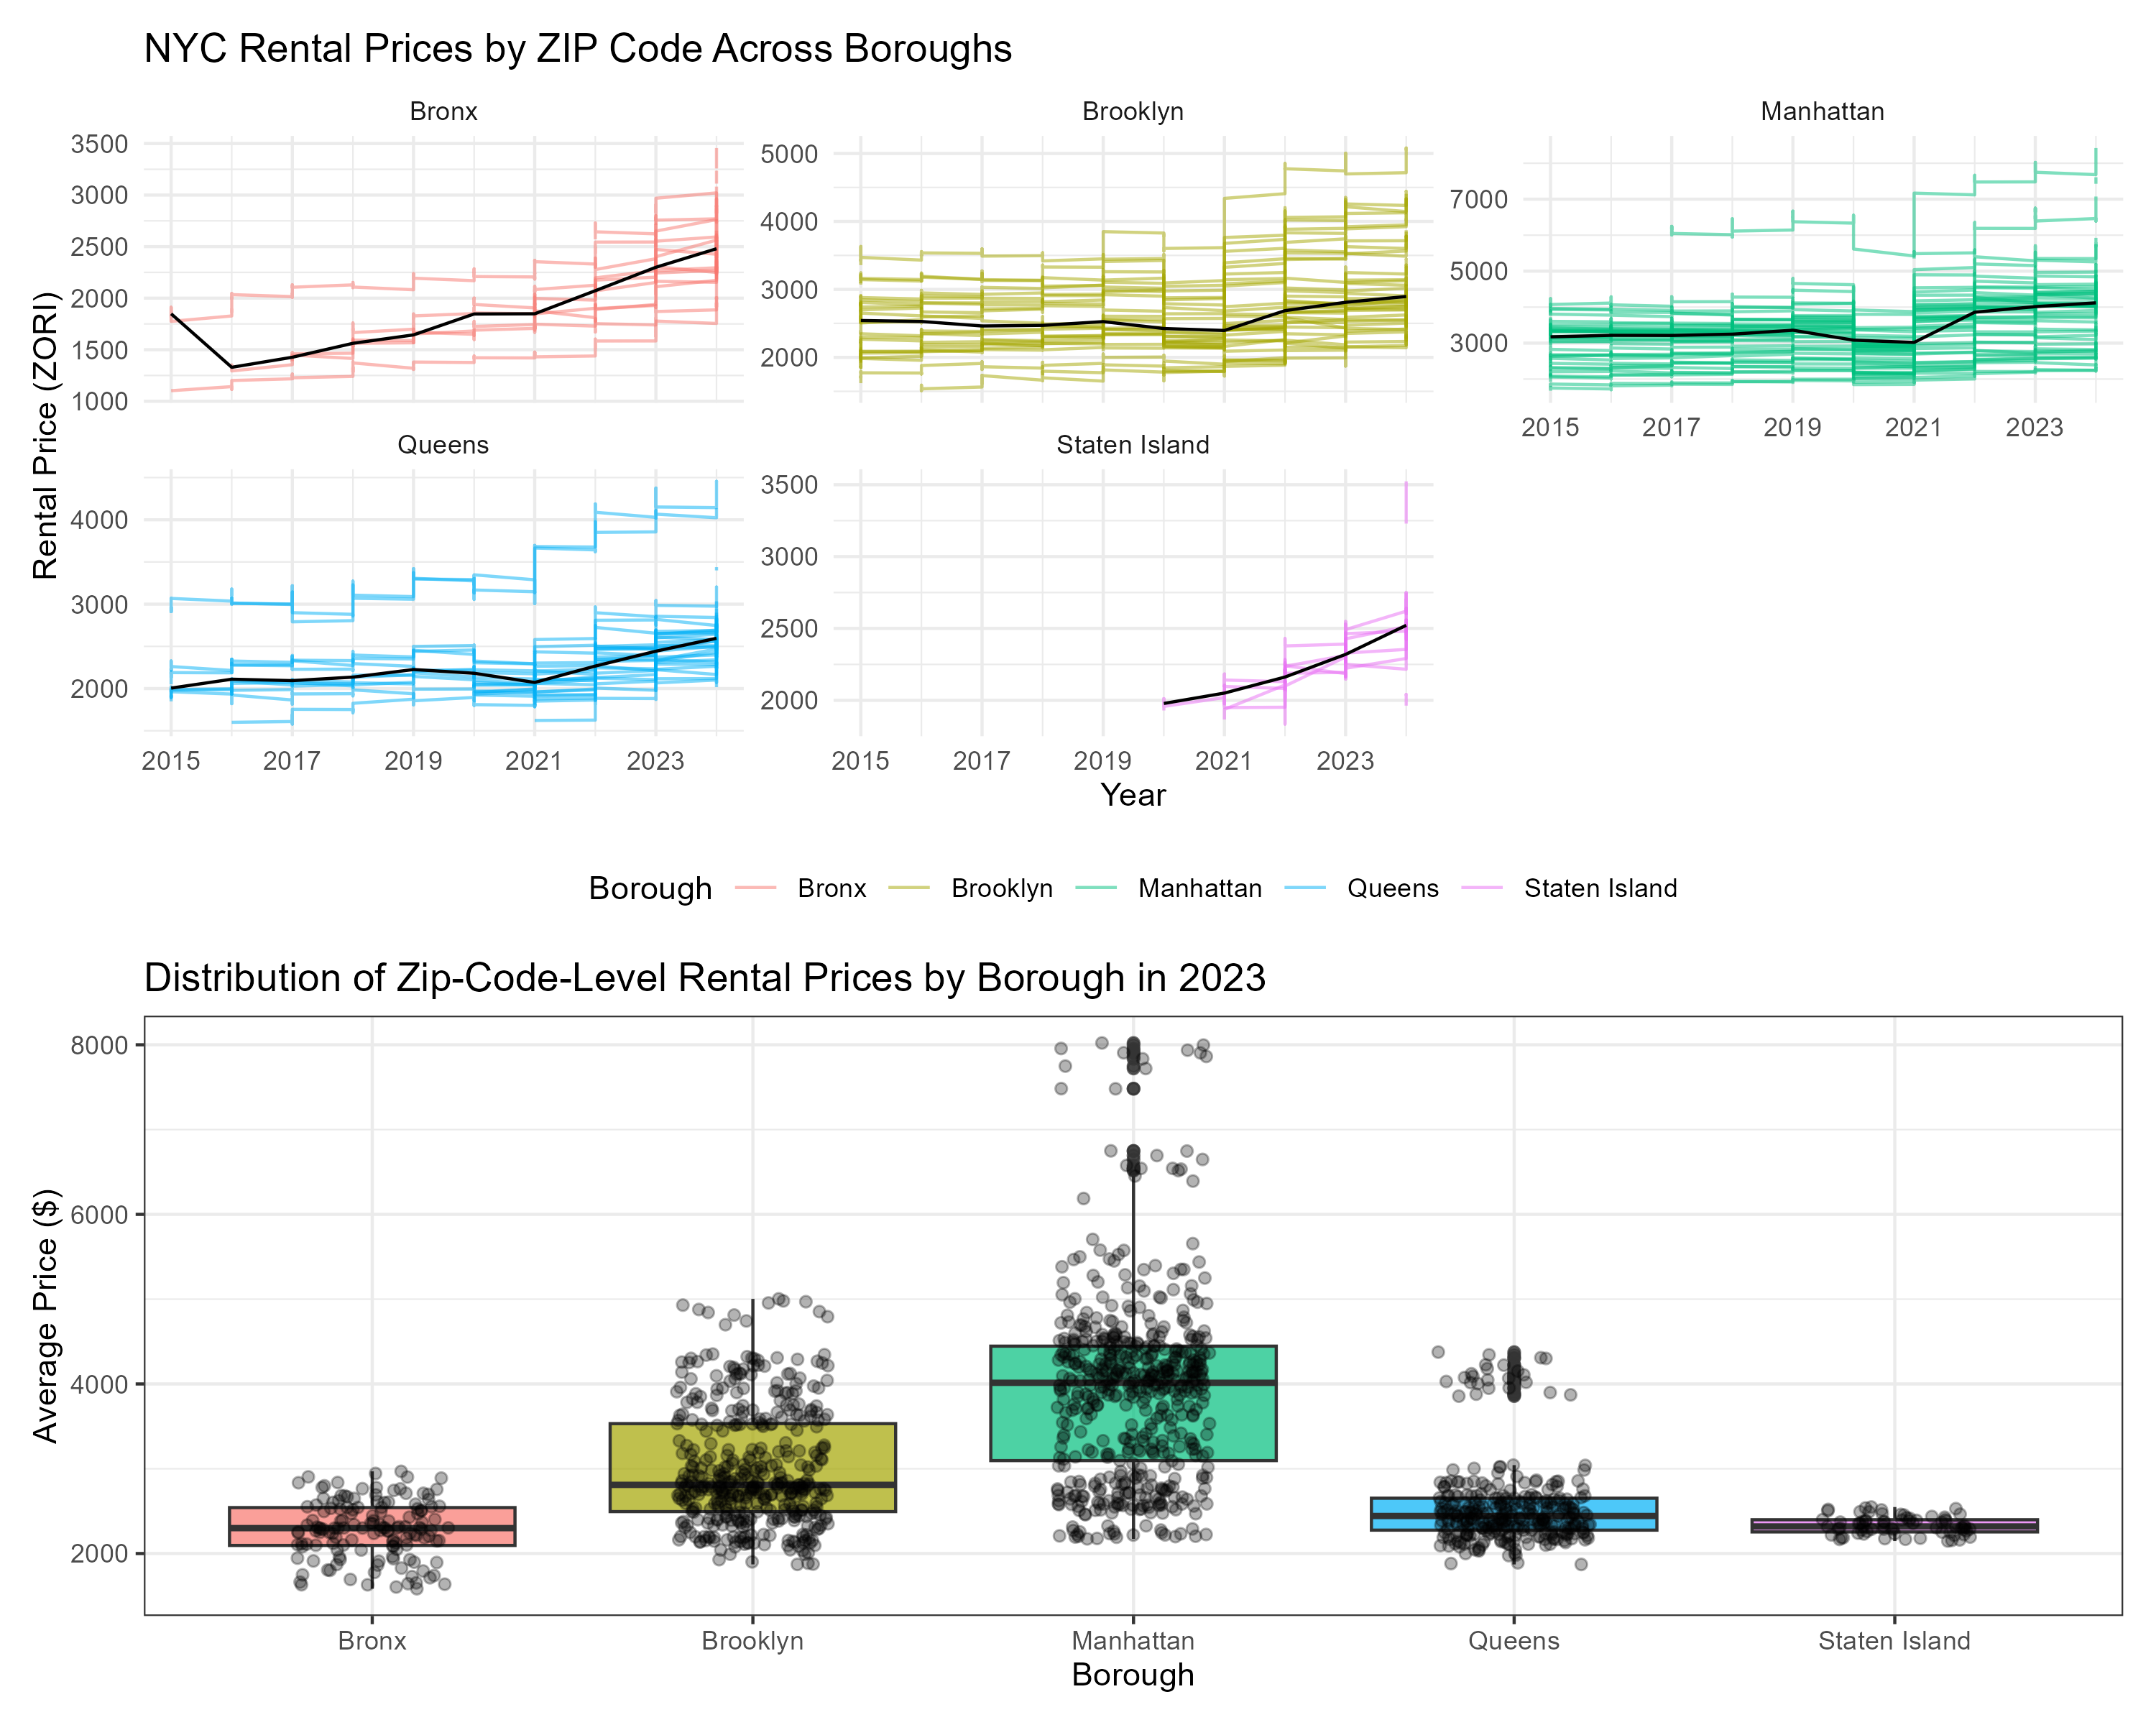 NYC Rental Prices by ZIP Code Across Boroughs
Bronx
Brooklyn
Manhattan
Rental Price (ZORI)
3500
3000
2500
2000
1500
1000
5000
4000
3000
2000
7000
5000
3000
2015 2017 2019 2021 2023
Queens
Staten Island
4000
3000
2000
3500
3000
2500
2000
2015 2017 2019 2021 2023
2015 2017 2019 2021 2023
Year
Borough Bronx Brooklyn Manhattan Queens Staten Island
Distribution of Zip-Code-Level Rental Prices by Borough in 2023
Average Price ($)
8000
6000
4000
2000
Bronx Brooklyn Manhattan Queens Staten Island
Borough